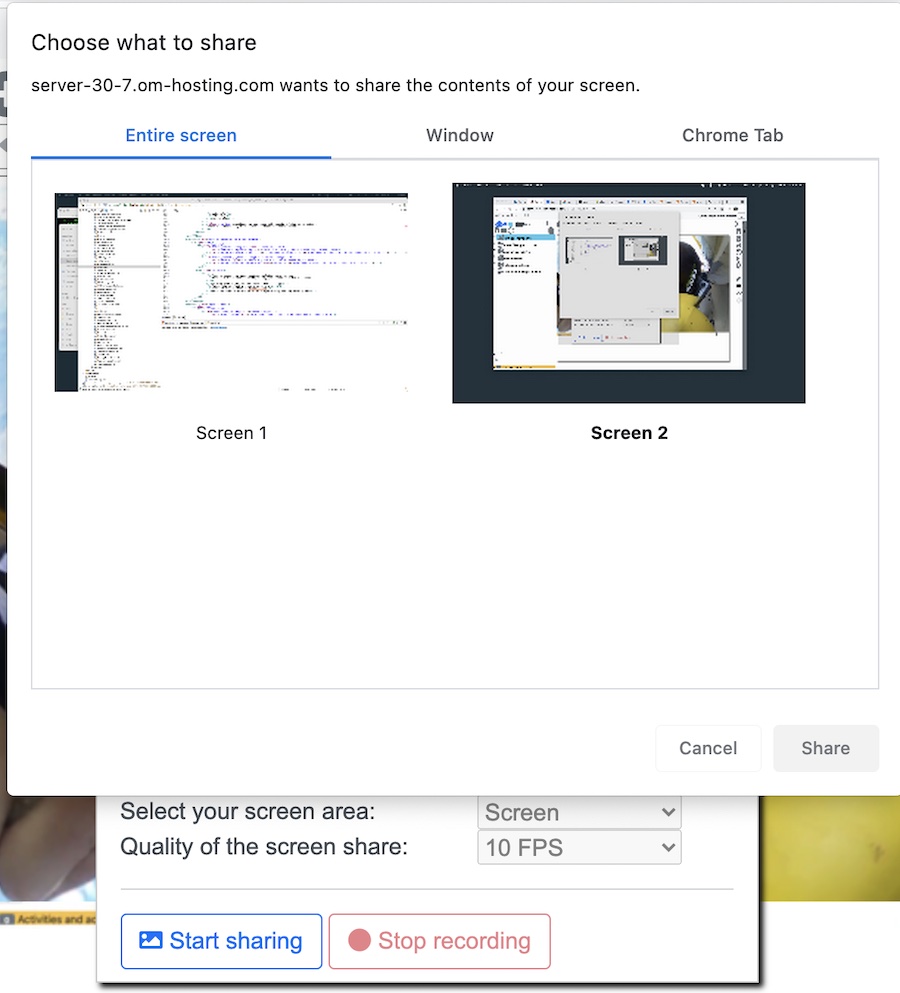 Choose what to share
server-30-7.om-hosting.com wants to share the contents of your screen.
Entire screen
Window
Chrome Tab
Screen 1
Screen 2
Cancel
Share
Select your screen area:
Screen
Quality of the screen share:
10 FPS
Activities and
Start sharing
Stop recording